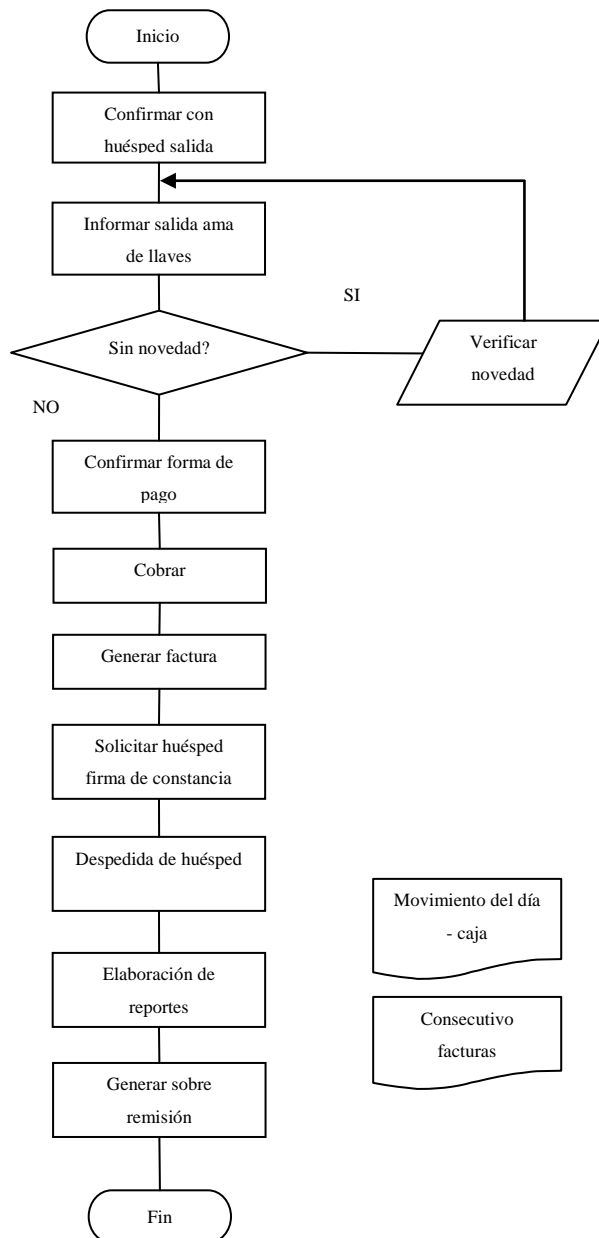 Inicio
Confirmar con
huésped salida
Informar salida ama
de llaves
SI
Sin novedad?
Verificar
novedad
NO
Confirmar forma de
pago
Cobrar
Generar factura
Solicitar huésped
firma de constancia
Despedida de huésped
Movimiento del día
- caja
Elaboración de
reportes
Consecutivo
facturas
Generar sobre
remisión
Fin